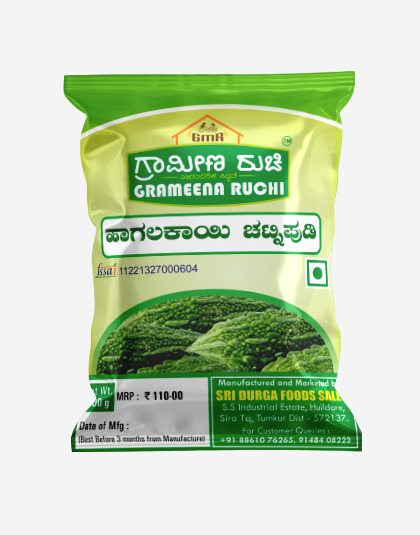 GMR
ಗ್ರಾಮೀಣ ರುಚಿ
TM
GRAMEENA RUCHI
ಹಾಗಲಕಾಯಿ ಚಟ್ನಿಪುಡಿ
fssai 11221327000604
Wt.
MRP : ₹ 110-00
Date of Mfg :
(Best Before 3 months from Manufacture)
Manufactured and Marketed
SRI DURGA FOODS
S.S Industrial Estate, Huildore,
Sira Tq, Tumkur Dist - 572137.
For Customer Queries :
+91 88610 76265, 91484 08223